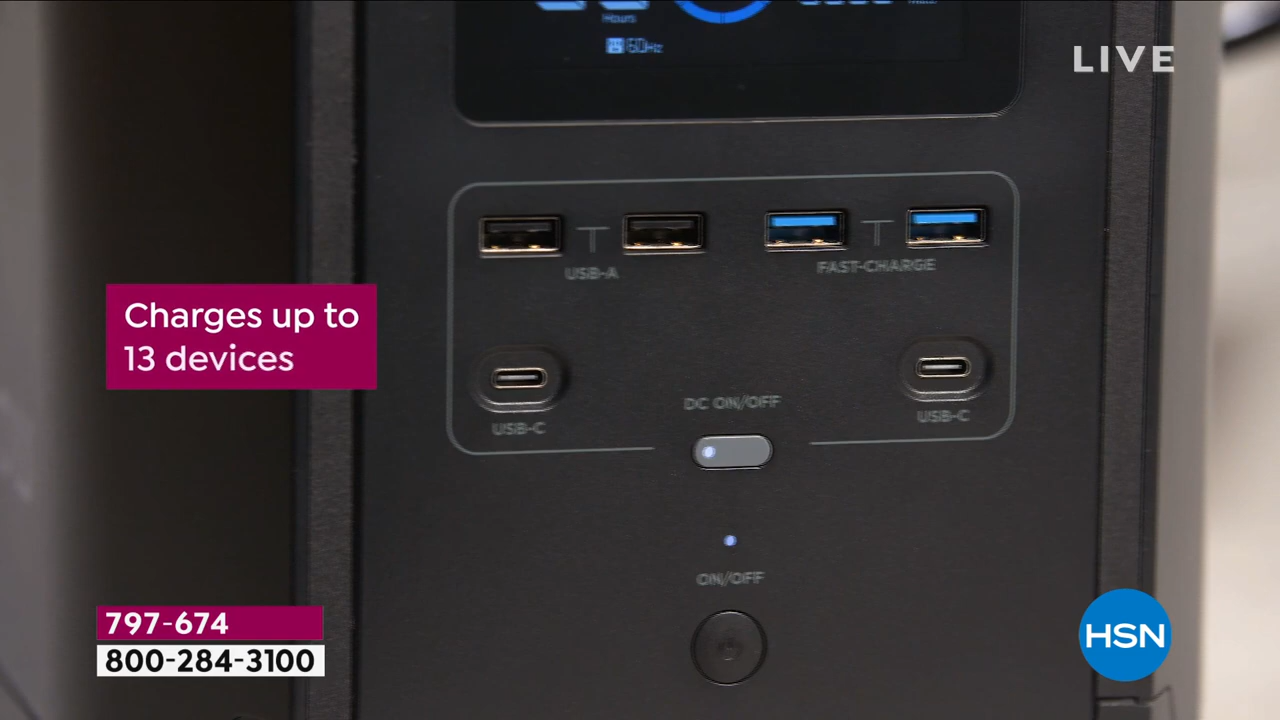 Hours
60Hz
LIVE
USB-A
FAST-CHARGE
Charges up to
13 devices
USB-C
DC ON/OFF
USB-C
ON/OFF
797-674
800-284-3100
HSN